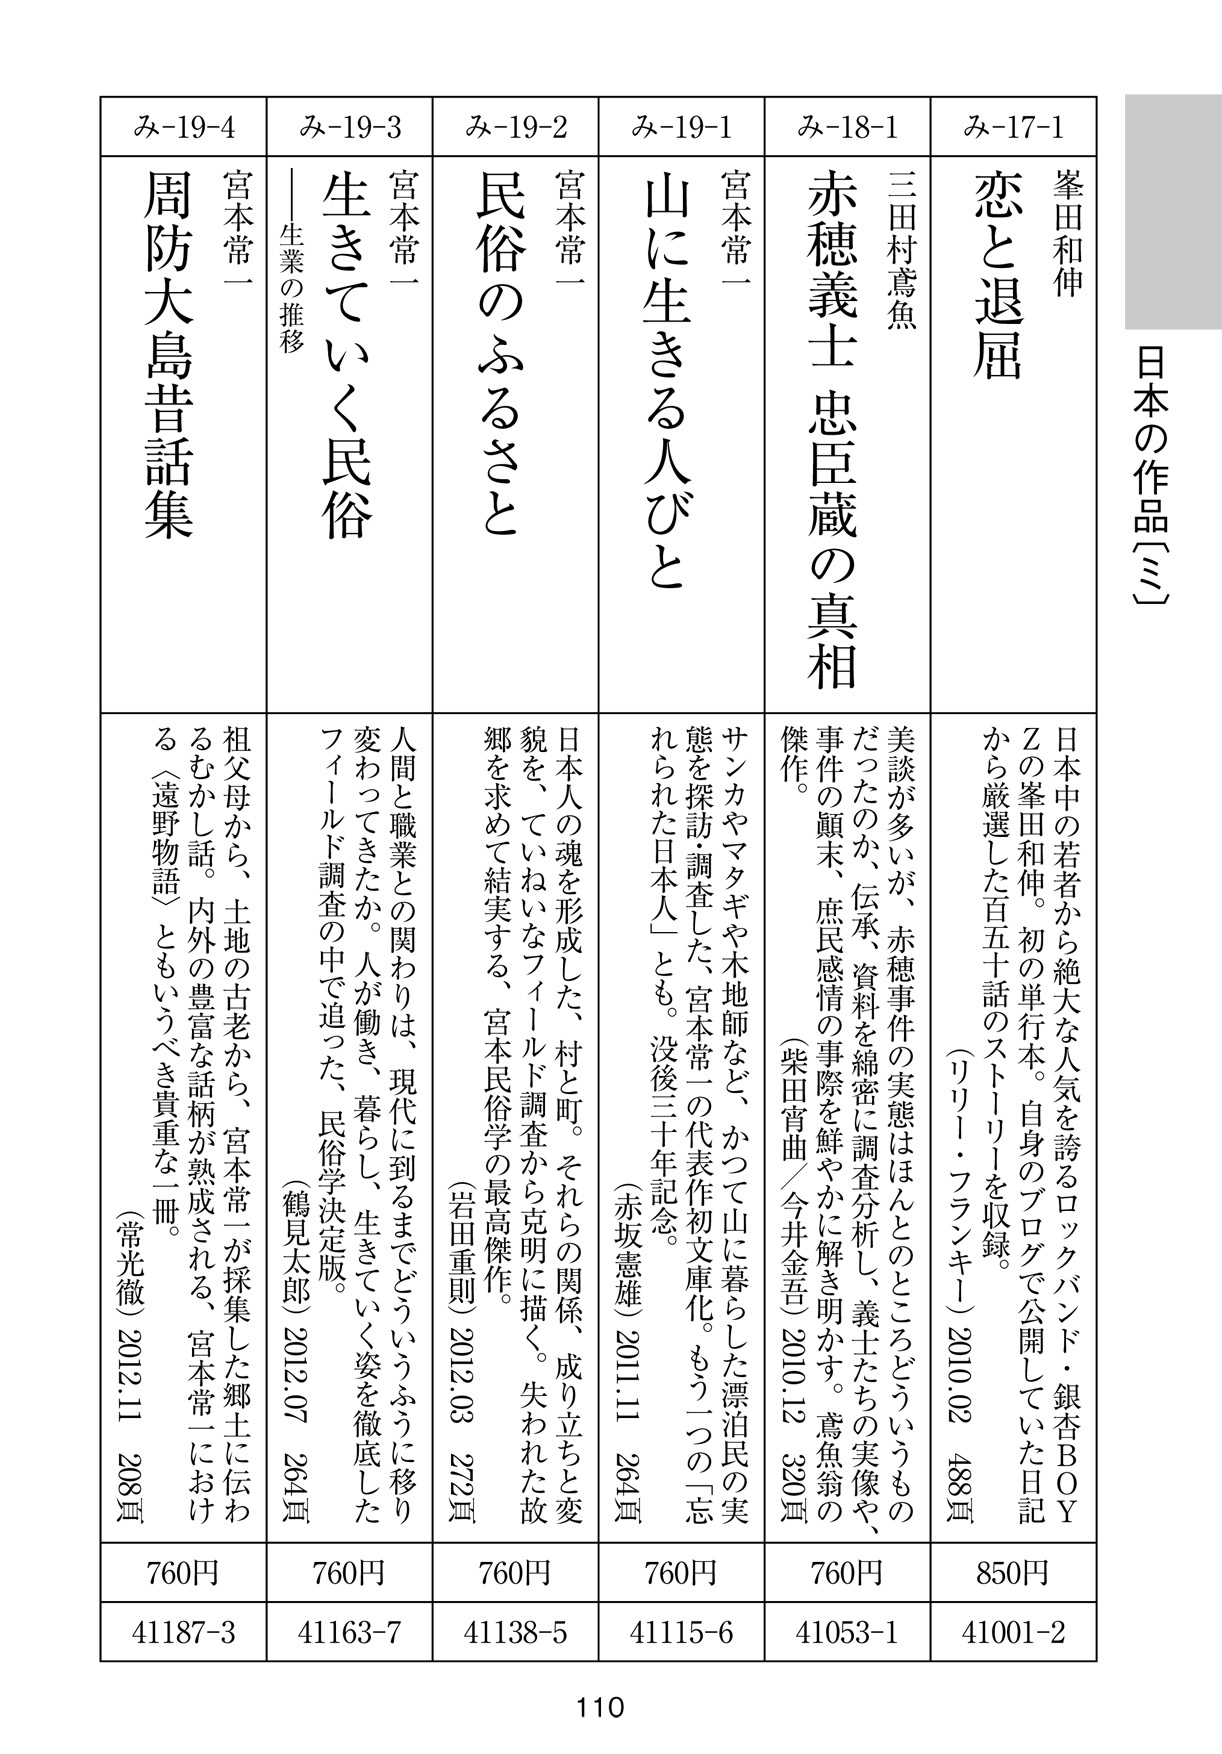 日本の作品〔ミ〕
み-17-1
峯田和伸
恋と退屈
日本中の若者から絶大な人気を誇るロックバンド・銀杏ＢＯＹ
Ｚの峯田和伸。初の単行本。自身のブログで公開していた日記
から厳選した百五十話のストーリーを収録。
（リリー・フランキー）2010.02　488頁
850円
41001-2
み-18-1
三田村鳶魚
赤穂義士 忠臣蔵の真相
美談が多いが、赤穂事件の実態はほんとのところどういうもの
だったのか、伝承、資料を綿密に調査分析し、義士たちの実像や、
事件の顛末、庶民感情の事際を鮮やかに解き明かす。鳶魚翁の
傑作。
（柴田宵曲／今井金吾）2010.12　320頁
760円
41053-1
み-19-1
宮本常一
山に生きる人びと
サンカやマタギや木地師など、かつて山に暮らした漂泊民の実
態を探訪・調査した、宮本常一の代表作初文庫化。もう一つの「忘
れられた日本人」とも。没後三十年記念。
（赤坂憲雄）2011.11　264頁
760円
41115-6
み-19-2
宮本常一
民俗のふるさと
日本人の魂を形成した、村と町。それらの関係、成り立ちと変
貌を、ていねいなフィールド調査から克明に描く。失われた故
郷を求めて結実する、宮本民俗学の最高傑作。
（岩田重則）2012.03　272頁
760円
41138-5
み-19-3
宮本常一
生きていく民俗
――生業の推移
人間と職業との関わりは、現代に到るまでどういうふうに移り
変わってきたか。人が働き、暮らし、生きていく姿を徹底した
フィールド調査の中で追った、民俗学決定版。
（鶴見太郎）2012.07　264頁
760円
41163-7
み-19-4
宮本常一
周防大島昔話集
祖父母から、土地の古老から、宮本常一が採集した郷土に伝わ
るむかし話。内外の豊富な話柄が熟成される、宮本常一におけ
る〈遠野物語〉ともいうべき貴重な一冊。
（常光徹）2012.11　208頁
760円
41187-3
110